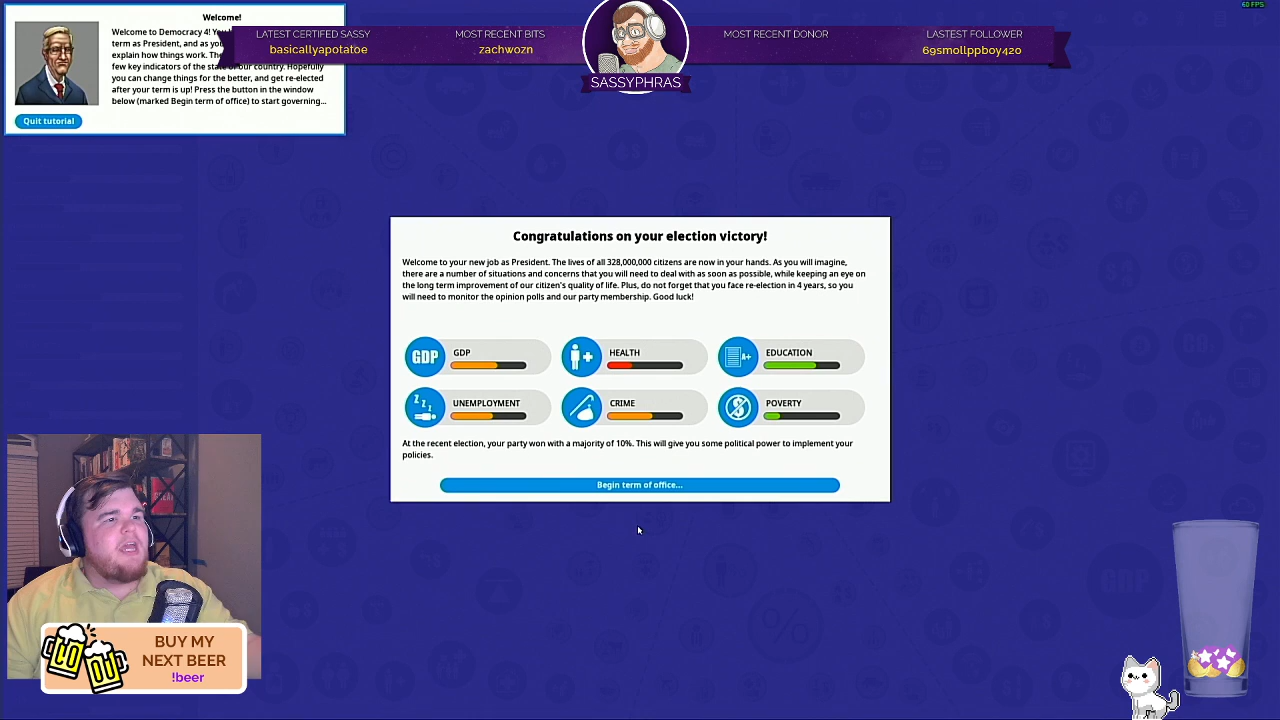 60 FPS
Welcome!
Welcome to Democracy 4!
term as President, and as you
explain how things work. The
few key indicators of the state of our country. Hopefully
you can change things for the better, and get re-elected
after your term is up! Press the button in the window
below (marked Begin term of office) to start governing...
Quit tutorial
LATEST CERTIFIED SASSY
basicallyapotatoe
MOST RECENT BITS
zachwozn
SASSYPHRAS
MOST RECENT DONOR
LASTEST FOLLOWER
69smollppboy420
Congratulations on your election victory!
Welcome to your new job as President. The lives of all 328,000,000 citizens are now in your hands. As you will imagine,
there are a number of situations and concerns that you will need to deal with as soon as possible, while keeping an eye on
the long term improvement of our citizen's quality of life. Plus, do not forget that you face re-election in 4 years, so you
will need to monitor the opinion polls and our party membership. Good luck!
GDP GDP
HEALTH
A+ EDUCATION
Z Z Z UNEMPLOYMENT
CRIME
POVERTY
At the recent election, your party won with a majority of 10%. This will give you some political power to implement your
policies.
Begin term of office...
GDP
BUY MY
NEXT BEER
!beer